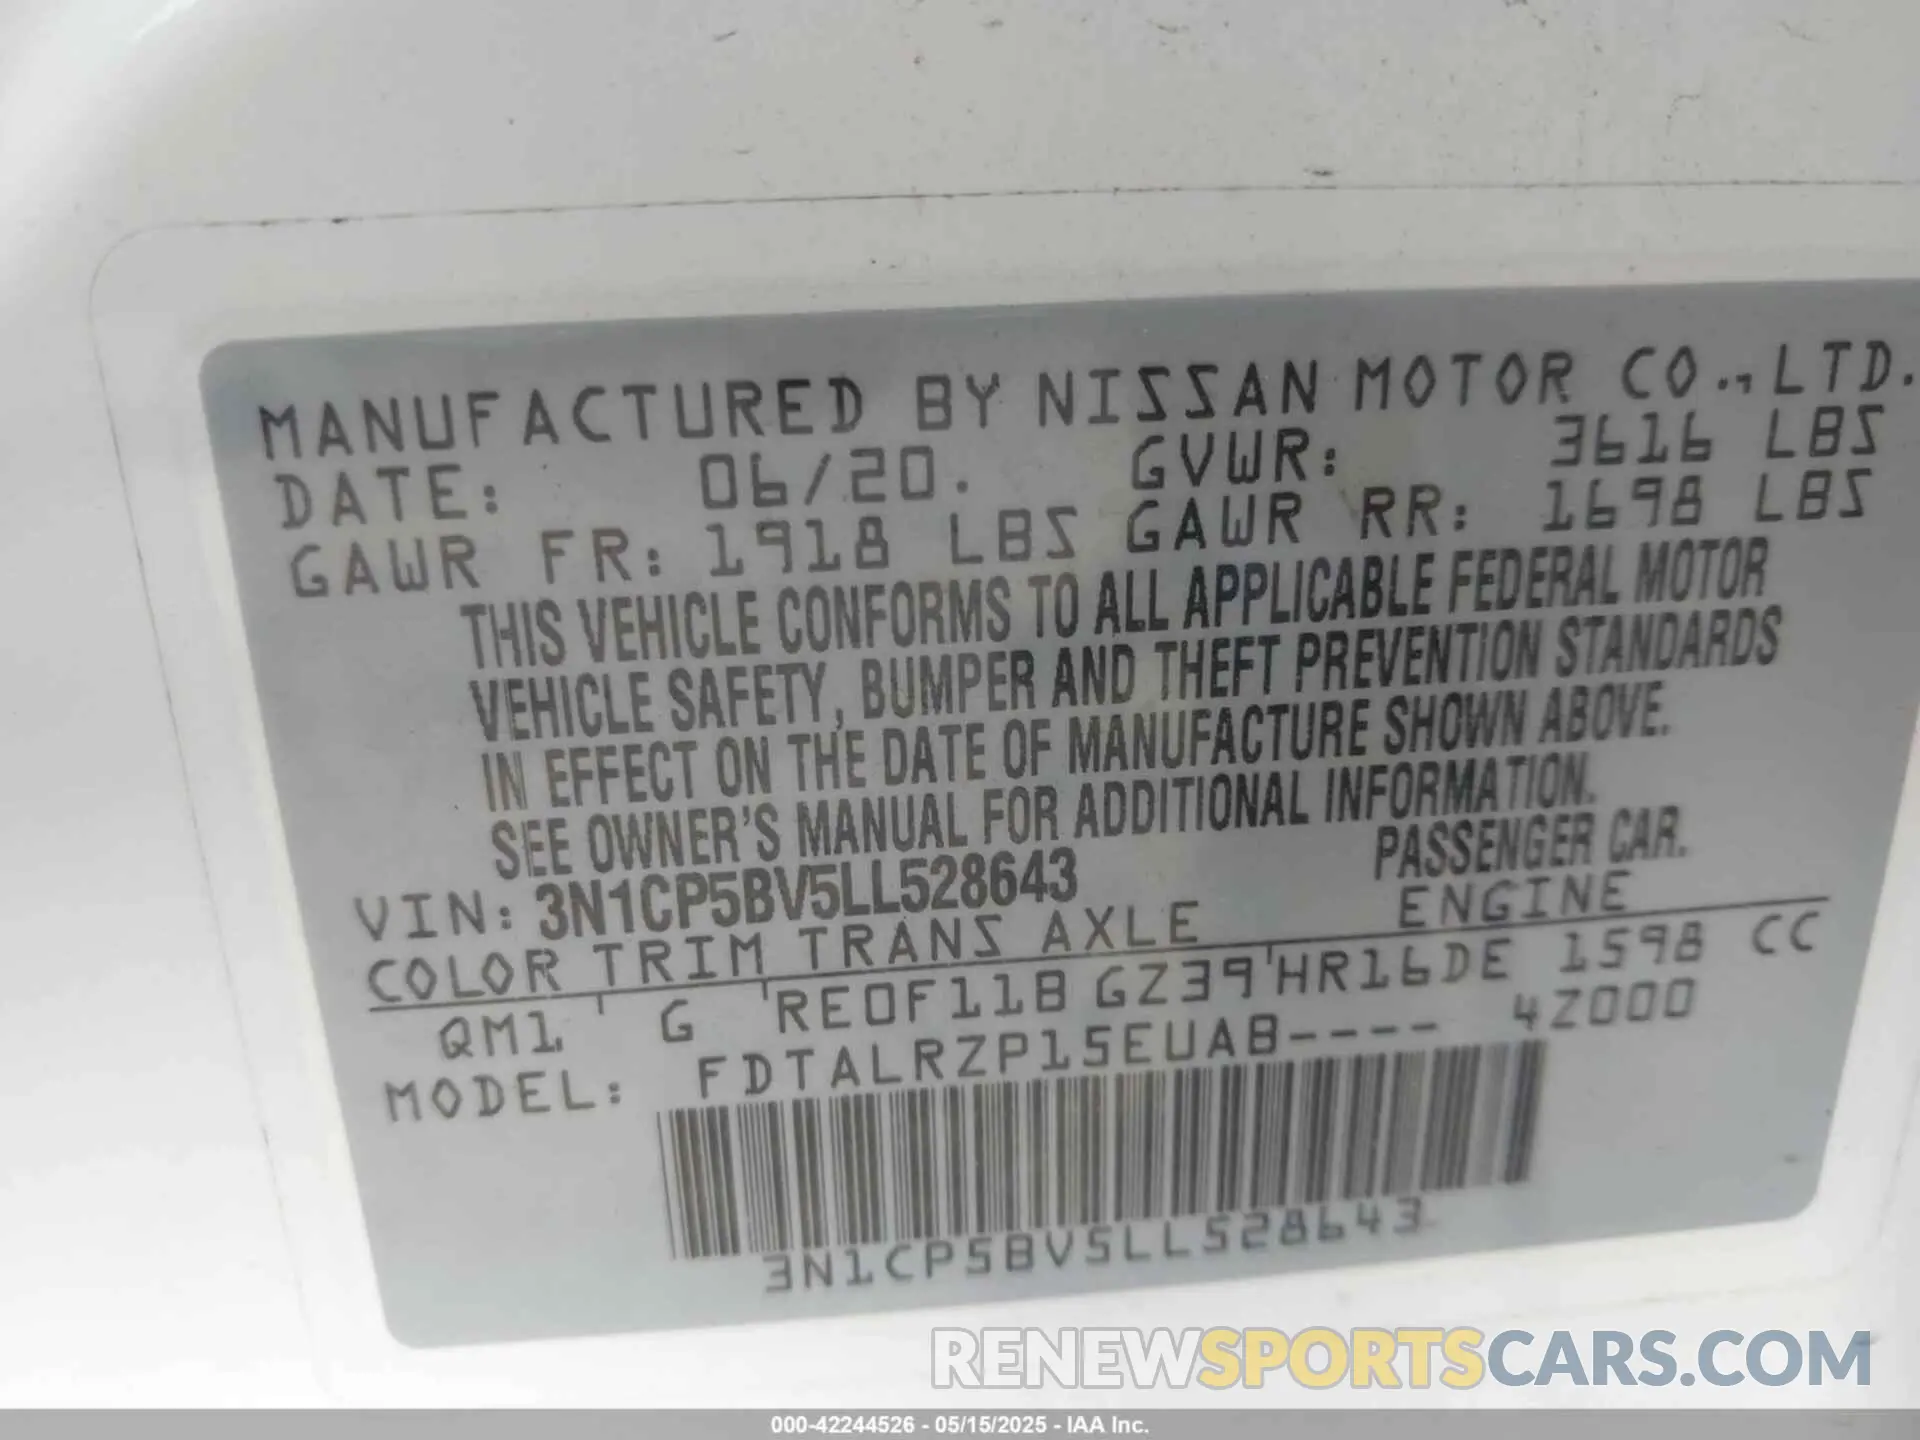 MANUFACTURED BY NISSAN MOTOR CO.,LTD.
DATE: 06/20. GVWR: 3616 LBS
GAWR FR: 1918 LBS GAWR RR: 1698 LBS
THIS VEHICLE CONFORMS TO ALL APPLICABLE FEDERAL MOTOR
VEHICLE SAFETY, BUMPER AND THEFT PREVENTION STANDARDS
IN EFFECT ON THE DATE OF MANUFACTURE SHOWN ABOVE.
SEE OWNER'S MANUAL FOR ADDITIONAL INFORMATION.
VIN: 3N1CP5BV5LL528643 PASSENGER CAR.
COLOR TRIM TRANS AXLE ENGINE
QM1 G RE0F11B GZ39 HR16DE 1598 CC
MODEL: FDTALRZP15EUAB---- 4Z000
3N1CP5BV5LL528643
RENEWSPORTSCARS.COM
000-42244526 - 05/15/2025 - IAA Inc.